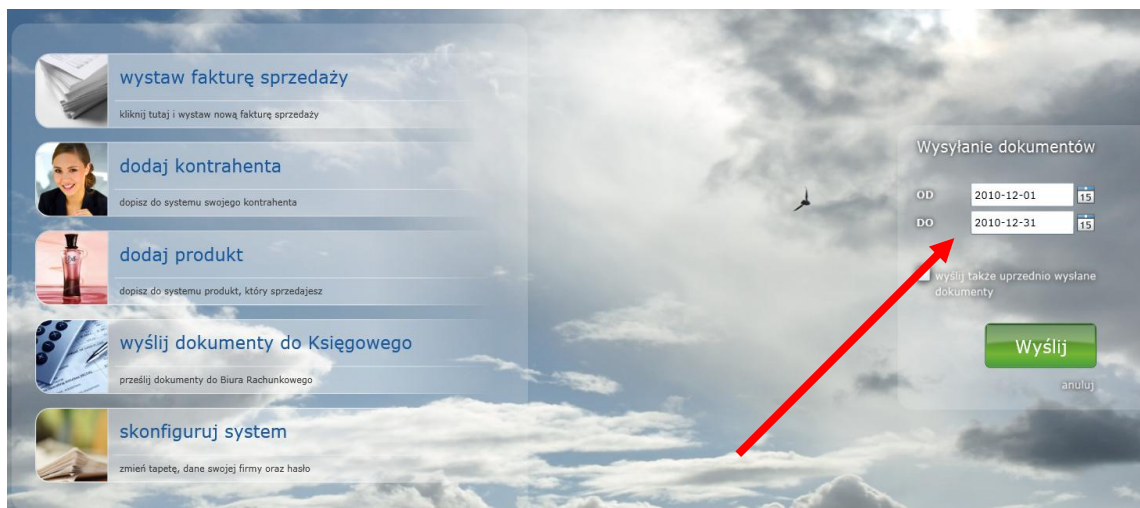 wystaw fakturę sprzedaży
kliknij tutaj i wystaw nową fakturę sprzedaży
dodaj kontrahenta
dopisz do systemu swojego kontrahenta
dodaj produkt
dopisz do systemu produkt, który sprzedajesz
wyślij dokumenty do Księgowego
prześlij dokumenty do Biura Rachunkowego
skonfiguruj system
zmień tapetę, dane swojej firmy oraz hasło
Wysyłanie dokumentów
OD 2010-12-01 15
DO 2010-12-31 15
wyślij także uprzednio wysłane
dokumenty
Wyślij
anuluj